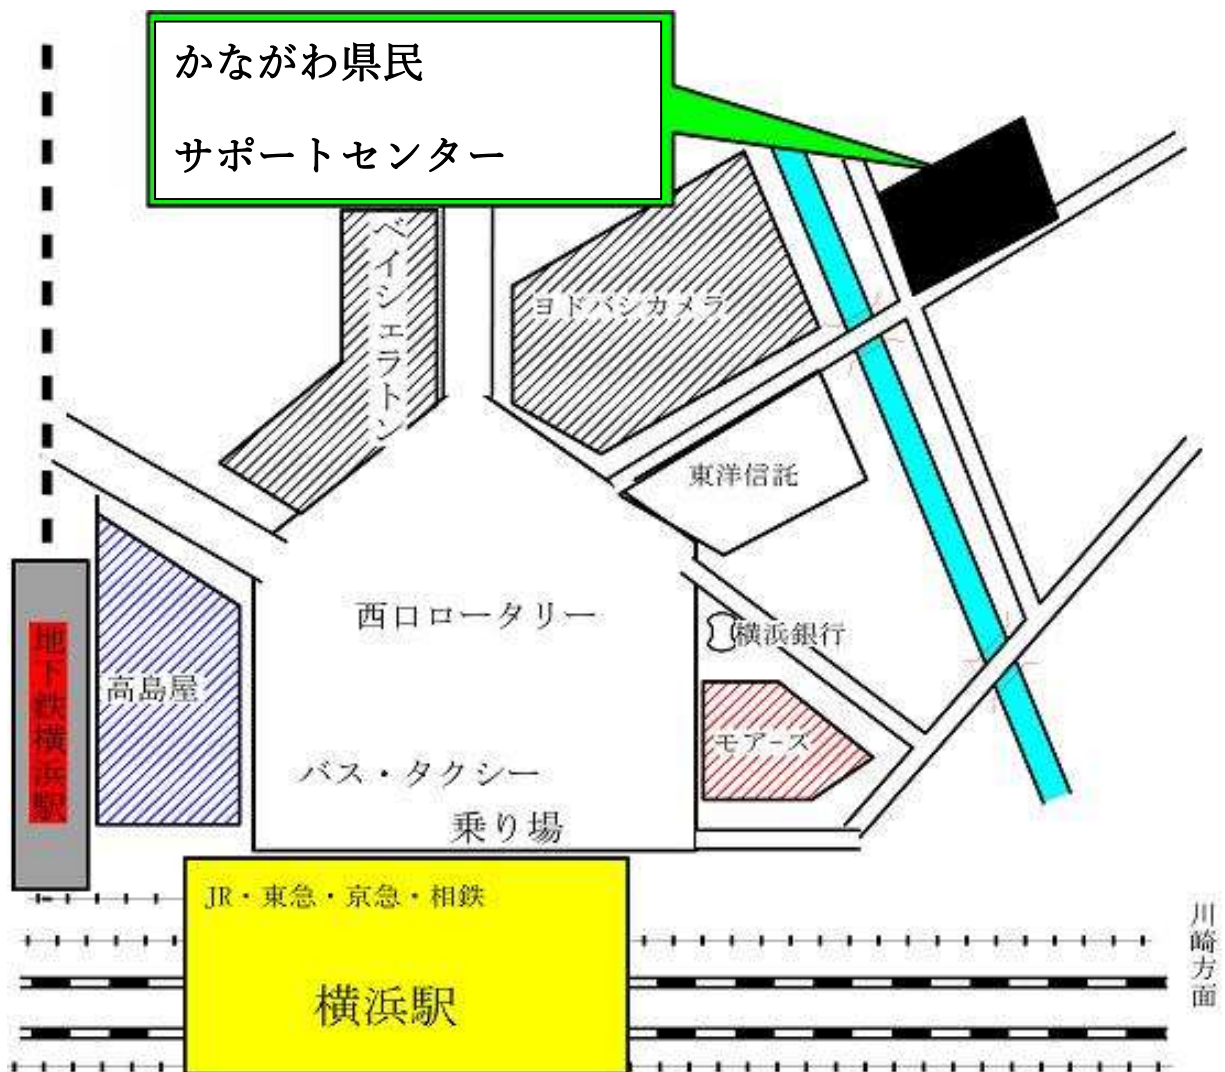 かながわ県民
サポートセンター
ベイシェラトン
ヨドバシカメラ
東洋信託
西口ロータリー
横浜銀行
地下鉄横浜駅
高島屋
モアーズ
バス・タクシー
乗り場
JR・東急・京急・相鉄
横浜駅
川崎方面